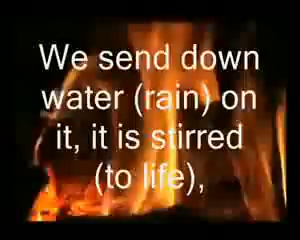 We send down
water (rain) on
it, it is stirred
(to life),